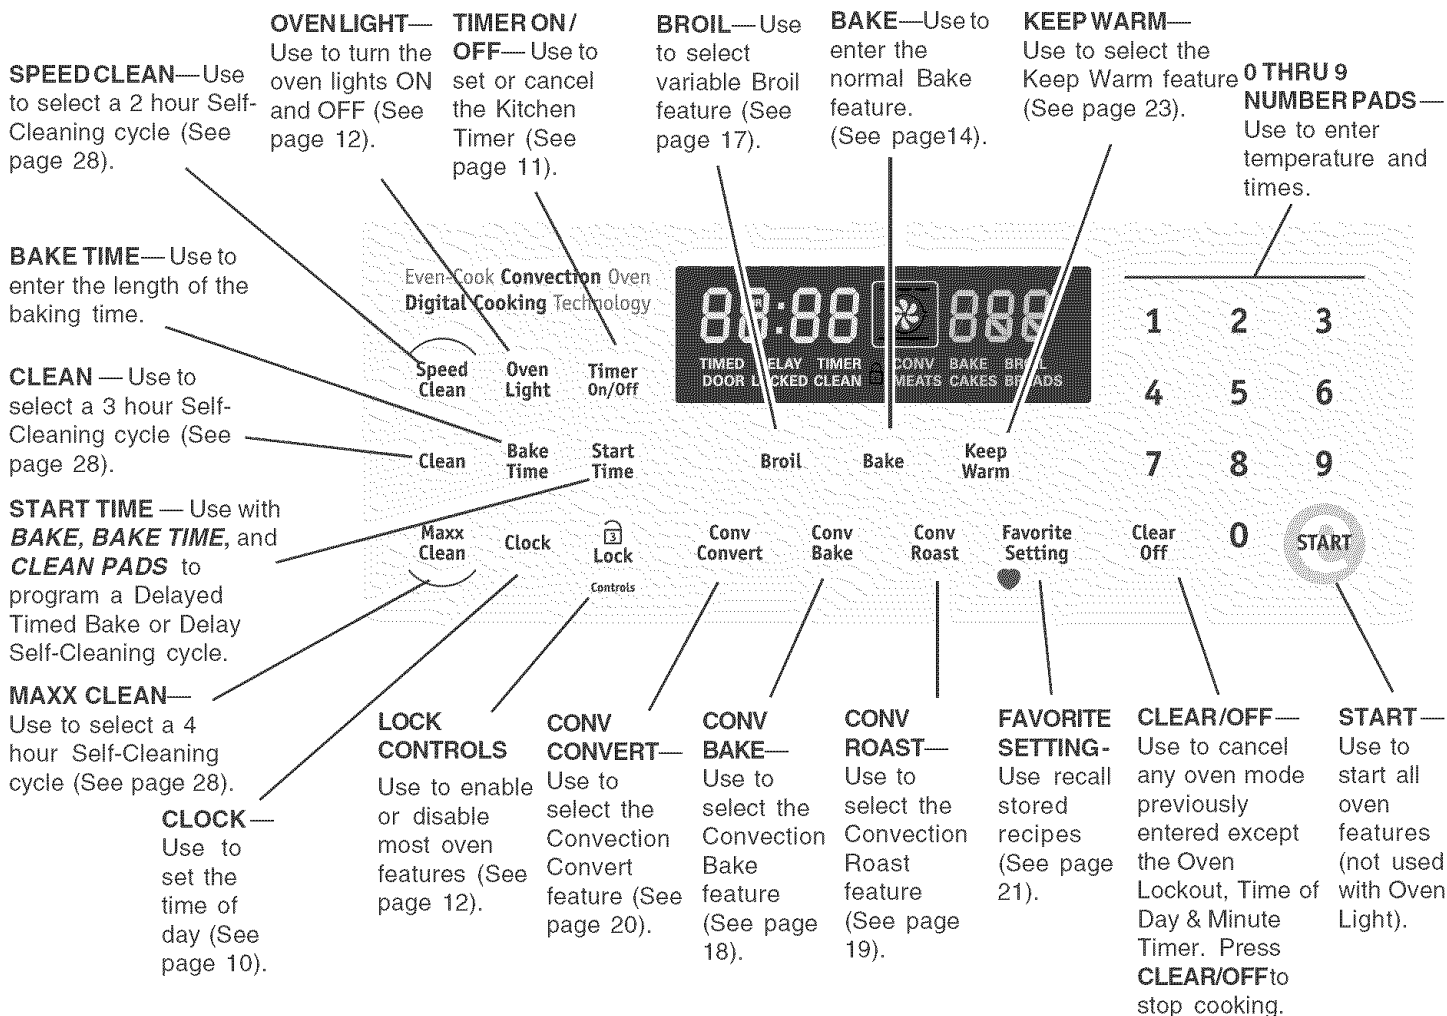 SPEED CLEAN—Use
to select a 2 hour Self-
Cleaning cycle (See
page 28).
OVEN LIGHT—
Use to turn the
oven lights ON
and OFF (See
page 12).
TIMER ON/
OFF— Use to
set or cancel
the Kitchen
Timer (See
page 11).
BROIL— Use
to select
variable Broil
feature (See
page 17).
BAKE—Use to
enter the
normal Bake
feature.
(See page14).
KEEP WARM—
Use to select the
Keep Warm feature
(See page 23).
0 THRU 9
NUMBER PADS—
Use to enter
temperature and
times.
BAKE TIME— Use to
enter the length of the
baking time.
CLEAN — Use to
select a 3 hour Self-
Cleaning cycle (See
page 28).
START TIME — Use with
BAKE, BAKE TIME, and
CLEAN PADS to
program a Delayed
Timed Bake or Delay
Self-Cleaning cycle.
MAXX CLEAN—
Use to select a 4
hour Self-Cleaning
cycle (See page 28).
Even-Cook Convection Oven
Digital Cooking Technology
88:88 888
TIMED DELAY TIMER CONV BAKE BROIL
DOOR LOCKED CLEAN MEATS CAKES BREADS
Speed
Clean
Oven
Light
Timer
On/Off
Clean
Bake
Time
Start
Time
Broil
Bake
Keep
Warm
Maxx
Clean
Clock
3
Lock
Controls
Conv
Convert
Conv
Bake
Conv
Roast
Favorite
Setting
Clear
Off
1 2 3
4 5 6
7 8 9
0
START
CLOCK—
Use to
set the
time of
day (See
page 10).
LOCK
CONTROLS
Use to enable
or disable
most oven
features (See
page 12).
CONV
CONVERT—
Use to
select the
Convection
Convert
feature (See
page 20).
CONV
BAKE—
Use to
select the
Convection
Bake
feature
(See page
18).
CONV
ROAST—
Use to
select the
Convection
Roast
feature
(See page
19).
FAVORITE
SETTING-
Use recall
stored
recipes
(See page
21).
CLEAR/OFF—
Use to cancel
any oven mode
previously
entered except
the Oven
Lockout, Time of
Day & Minute
Timer. Press
CLEAR/OFF to
stop cooking.
START—
Use to
start all
oven
features
(not used
with Oven
Light).